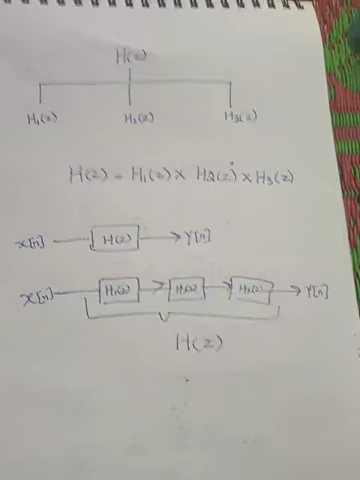 H(z)
H₁(z) H₂(z) H₃(z)
H(z) = H₁(z) × H2(z) × H₃(z)
x[n] H(z) Y[n]
x[n] H₁(z) H₂(z) H₃(z) Y[n]
H(z)